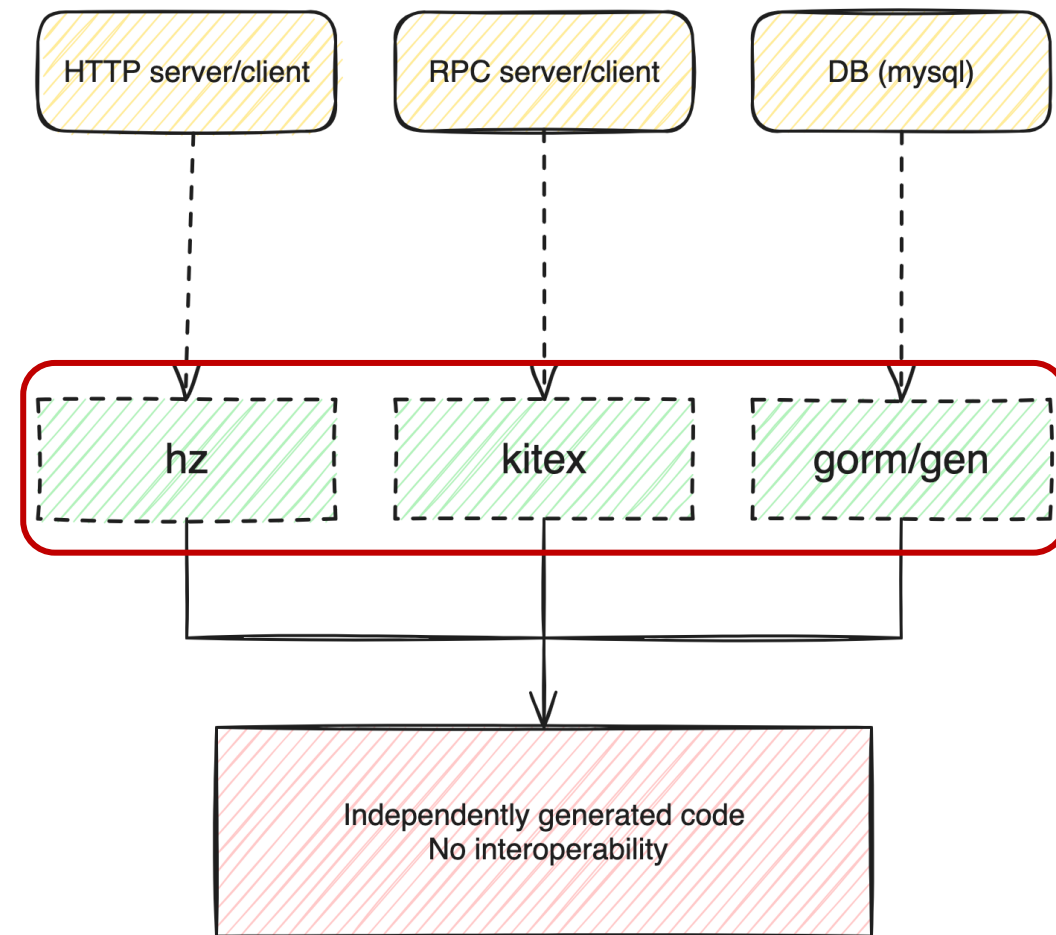 HTTP server/client
RPC server/client
DB (mysql)
hz
kitex
gorm/gen
Independently generated code
No interoperability